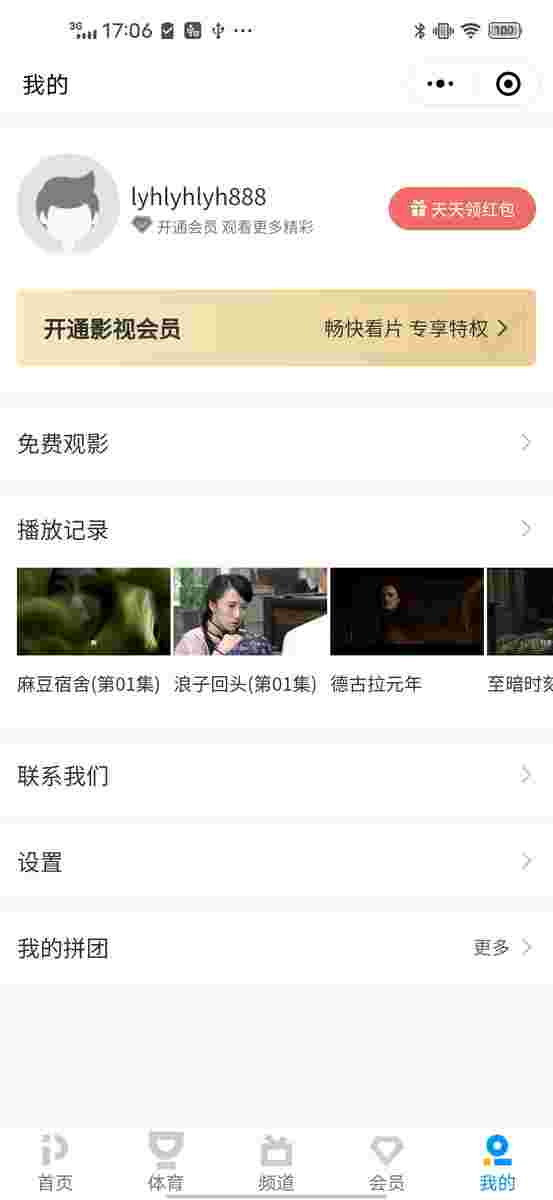 3G 17:06 100
我的
lyhlyhlyh888
开通会员 观看更多精彩
天天领红包
开通影视会员
畅快看片 专享特权
免费观影
播放记录
麻豆宿舍(第01集)
浪子回头(第01集)
德古拉元年
至暗时刻
联系我们
设置
我的拼团
更多
首页
体育
频道
会员
我的